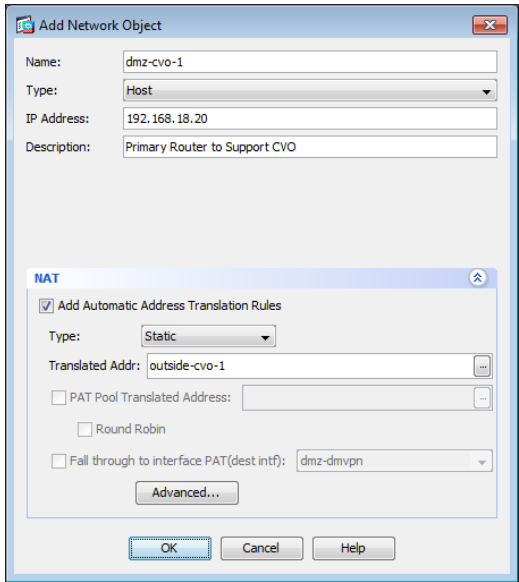 Add Network Object
Name: dmz-cvo-1
Type: Host
IP Address: 192.168.18.20
Description: Primary Router to Support CVO
NAT
Add Automatic Address Translation Rules
Type: Static
Translated Addr: outside-cvo-1 ...
PAT Pool Translated Address: ...
Round Robin
Fall through to interface PAT(dest intf): dmz-dmvpn
Advanced...
OK Cancel Help